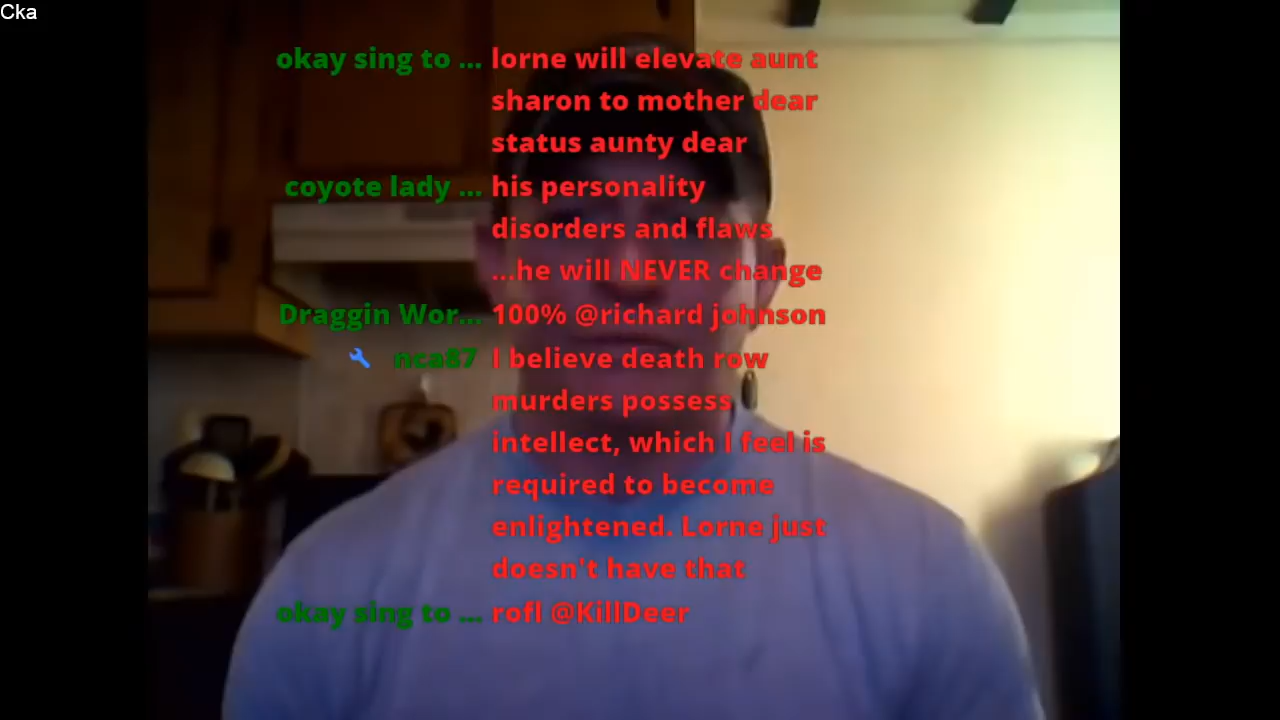 Cka
okay sing to ... lorne will elevate aunt
sharon to mother dear
status aunty dear
coyote lady ... his personality
disorders and flaws
...he will NEVER change
Draggin Wor... 100% @richard johnson
nca87 I believe death row
murders possess
intellect, which I feel is
required to become
enlightened. Lorne just
doesn't have that
okay sing to ... rofl @KillDeer